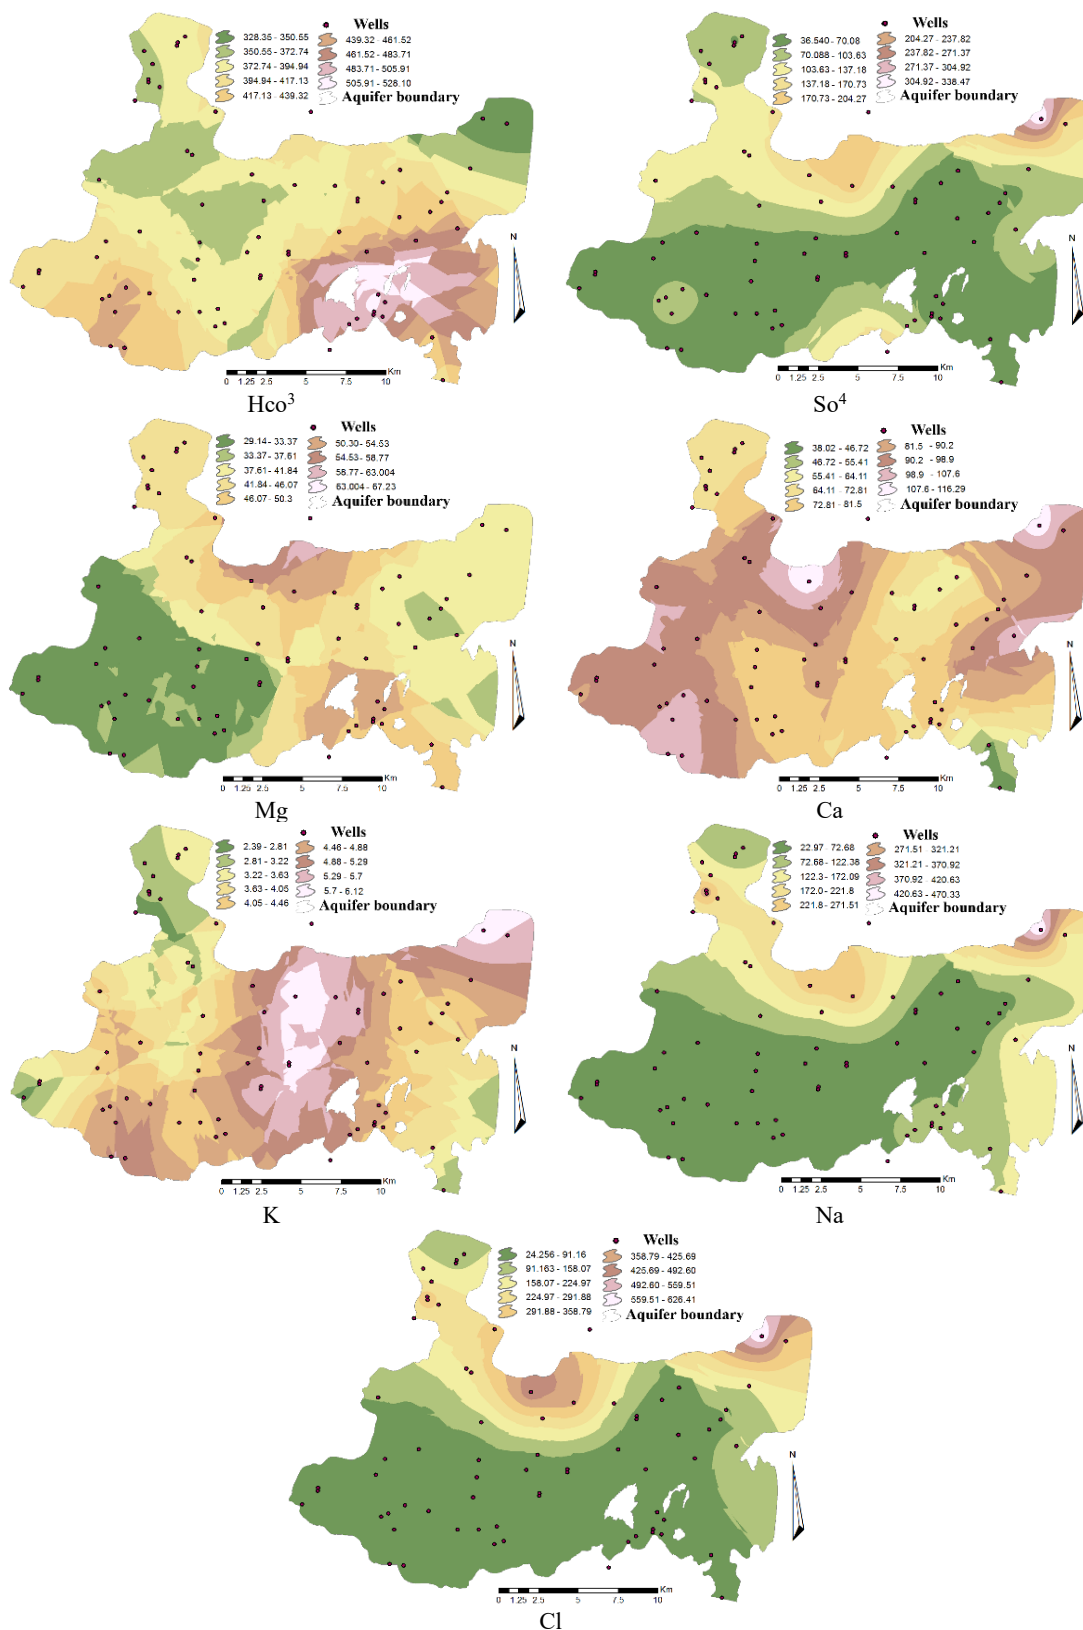 Wells
328.35 - 350.55
350.55 - 372.74
372.74 - 394.94
394.94 - 417.13
417.13 - 439.32
439.32 - 461.52
461.52 - 483.71
483.71 - 505.91
505.91 - 528.10
Aquifer boundary
N
Km
0 1.25 2.5 5 7.5 10
Hco3
Wells
36.540 - 70.08
70.088 - 103.63
103.63 - 137.18
137.18 - 170.73
170.73 - 204.27
204.27 - 237.82
237.82 - 271.37
271.37 - 304.92
304.92 - 338.47
Aquifer boundary
N
Km
0 1.25 2.5 5 7.5 10
So4
Wells
29.14 - 33.37
33.37 - 37.61
37.61 - 41.84
41.84 - 46.07
46.07 - 50.3
50.30 - 54.53
54.53 - 58.77
58.77 - 63.004
63.004 - 67.23
Aquifer boundary
N
Km
0 1.25 2.5 5 7.5 10
Mg
Wells
38.02 - 46.72
46.72 - 55.41
55.41 - 64.11
64.11 - 72.81
72.81 - 81.5
81.5 - 90.2
90.2 - 98.9
98.9 - 107.6
107.6 - 116.29
Aquifer boundary
N
Km
0 1.25 2.5 5 7.5 10
Ca
Wells
2.39 - 2.81
2.81 - 3.22
3.22 - 3.63
3.63 - 4.05
4.05 - 4.46
4.46 - 4.88
4.88 - 5.29
5.29 - 5.7
5.7 - 6.12
Aquifer boundary
N
Km
0 1.25 2.5 5 7.5 10
K
Wells
22.97 - 72.68
72.68 - 122.38
122.3 - 172.09
172.0 - 221.8
221.8 - 271.51
271.51 - 321.21
321.21 - 370.92
370.92 - 420.63
420.63 - 470.33
Aquifer boundary
N
Km
0 1.25 2.5 5 7.5 10
Na
Wells
24.256 - 91.16
91.163 - 158.07
158.07 - 224.97
224.97 - 291.88
291.88 - 358.79
358.79 - 425.69
425.69 - 492.60
492.60 - 559.51
559.51 - 626.41
Aquifer boundary
N
Km
0 1.25 2.5 5 7.5 10
Cl